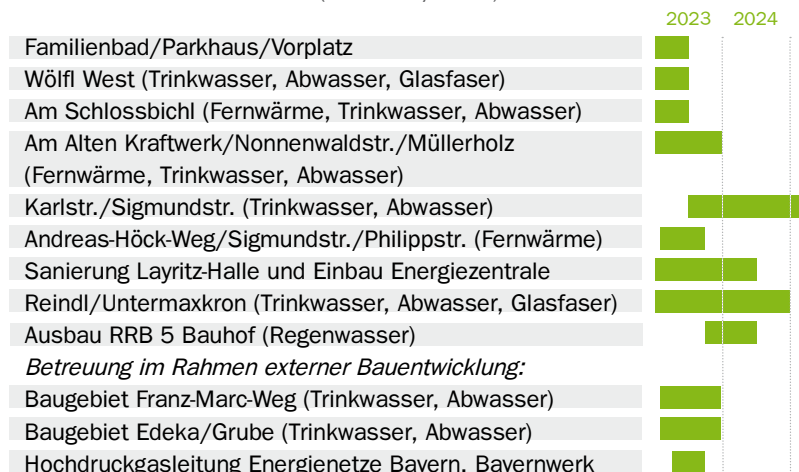 2023 2024
Familienbad/Parkhaus/Vorplatz
Wölfl West (Trinkwasser, Abwasser, Glasfaser)
Am Schlossbichl (Fernwärme, Trinkwasser, Abwasser)
Am Alten Kraftwerk/Nonnenwaldstr./Müllerholz
(Fernwärme, Trinkwasser, Abwasser)
Karlstr./Sigmundstr. (Trinkwasser, Abwasser)
Andreas-Höck-Weg/Sigmundstr./Philippstr. (Fernwärme)
Sanierung Layritz-Halle und Einbau Energiezentrale
Reindl/Untermaxkron (Trinkwasser, Abwasser, Glasfaser)
Ausbau RRB 5 Bauhof (Regenwasser)
Betreuung im Rahmen externer Bauentwicklung:
Baugebiet Franz-Marc-Weg (Trinkwasser, Abwasser)
Baugebiet Edeka/Grube (Trinkwasser, Abwasser)
Hochdruckgasleitung Energienetze Bayern, Bayernwerk